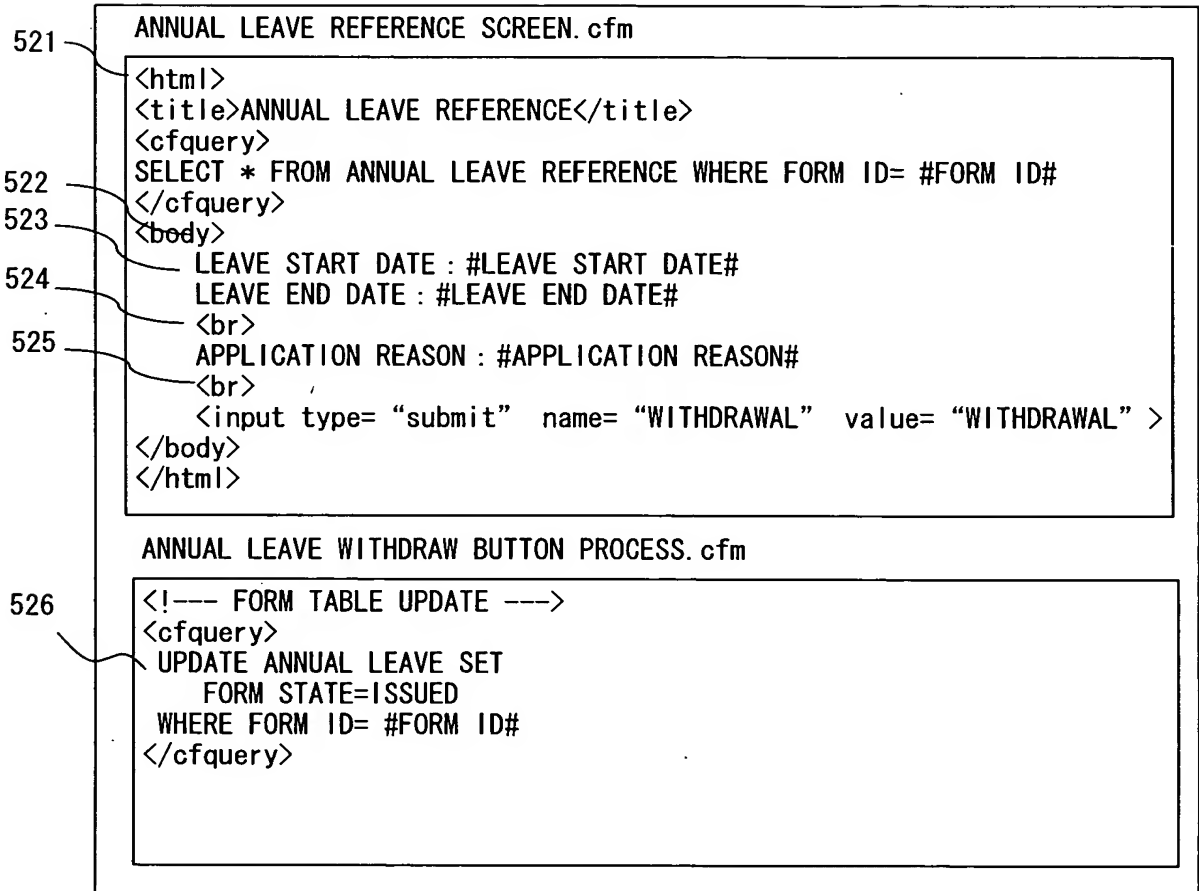 ANNUAL LEAVE REFERENCE SCREEN.cfm
521
<html>
<title>ANNUAL LEAVE REFERENCE</title>
<cfquery>
SELECT * FROM ANNUAL LEAVE REFERENCE WHERE FORM ID= #FORM ID#
522
</cfquery>
523
<body>
LEAVE START DATE : #LEAVE START DATE#
524
LEAVE END DATE : #LEAVE END DATE#
<br>
525
APPLICATION REASON : #APPLICATION REASON#
<br>
<input type= “submit” name= “WITHDRAWAL” value= “WITHDRAWAL” >
</body>
</html>
ANNUAL LEAVE WITHDRAW BUTTON PROCESS.cfm
526
<!--- FORM TABLE UPDATE --->
<cfquery>
UPDATE ANNUAL LEAVE SET
FORM STATE=ISSUED
WHERE FORM ID= #FORM ID#
</cfquery>